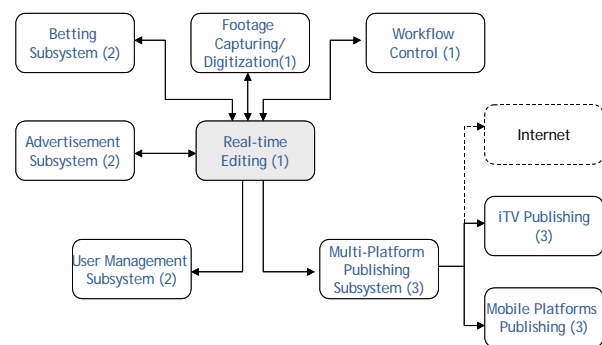 Betting
Subsystem (2)
Footage
Capturing/
Digitization(1)
Workflow
Control (1)
Advertisement
Subsystem (2)
Real-time
Editing (1)
Internet
iTV Publishing
(3)
User Management
Subsystem (2)
Multi-Platform
Publishing
Subsystem (3)
Mobile Platforms
Publishing (3)